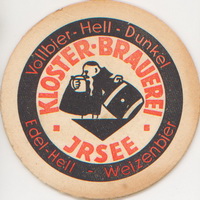 Vollbier-Hell-Dunkel
KLOSTER-BRAUEREI
JRSEE
Edel-Hell Weizenbier